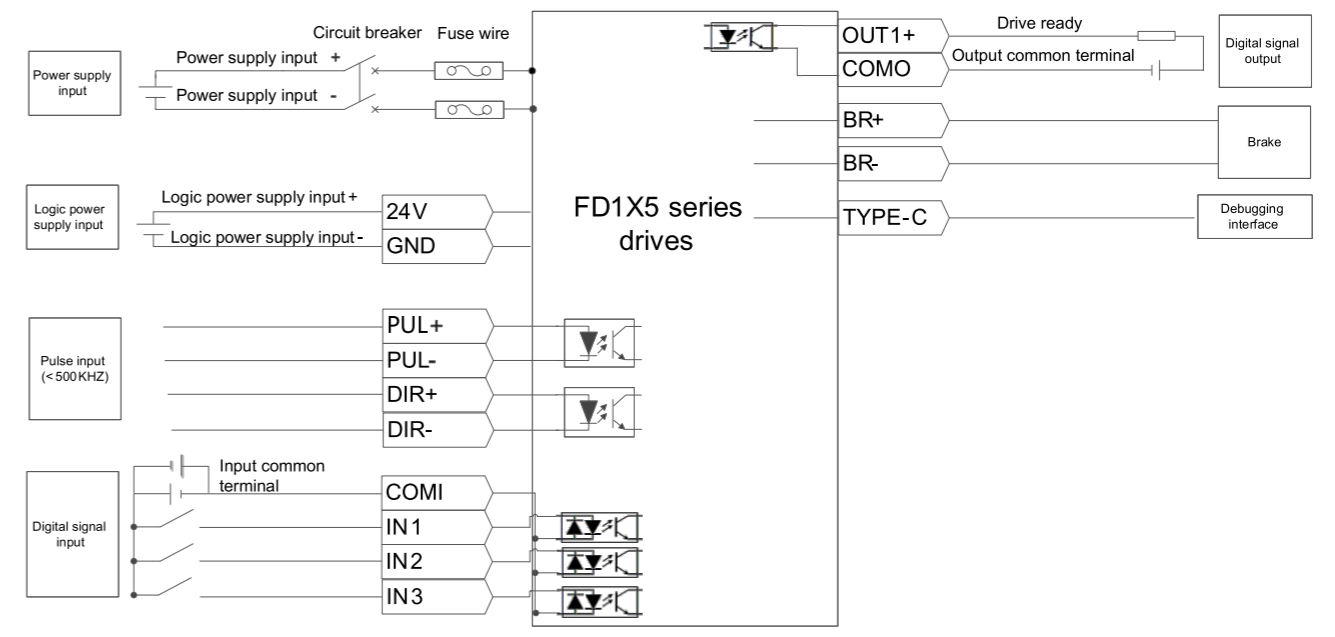 Circuit breaker Fuse wire
Power supply
input
Power supply input +
Power supply input -
Logic power
supply input
Logic power supply input +
Logic power supply input -
24V
GND
Pulse input
(<500KHZ)
PUL+
PUL-
DIR+
DIR-
Digital signal
input
Input common
terminal
COMI
IN1
IN2
IN3
FD1X5 series
drives
OUT1+
COMO
BR+
BR-
TYPE-C
Drive ready
Output common terminal
Digital signal
output
Brake
Debugging
interface